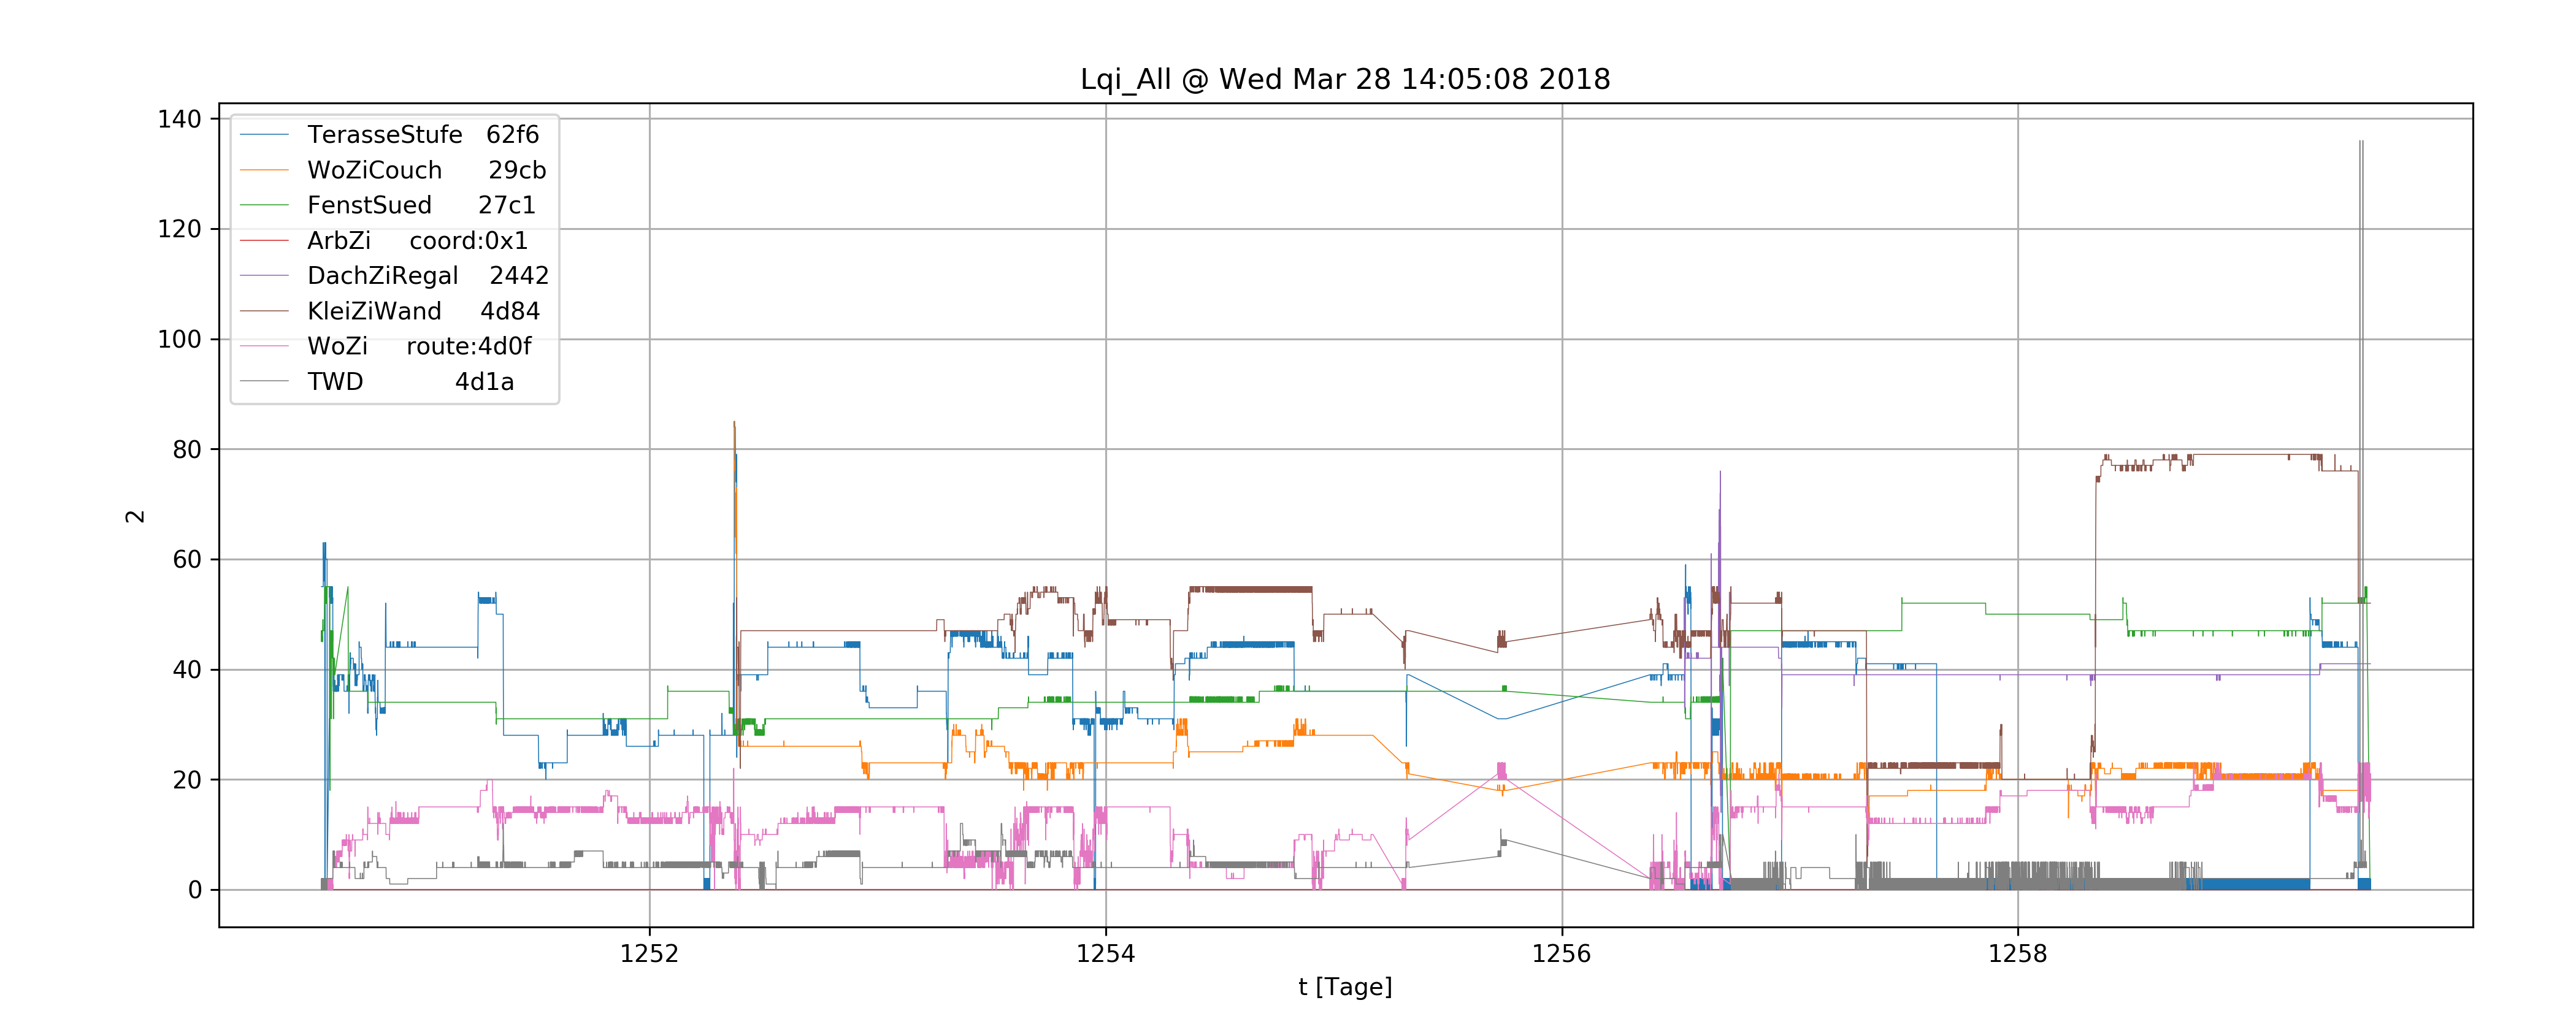 Lqi_All @ Wed Mar 28 14:05:08 2018
140
120
100
80
60
40
20
0
2
TerasseStufe 62f6
WoZiCouch 29cb
FenstSued 27c1
ArbZi coord:0x1
DachZiRegal 2442
KleiZiWand 4d84
WoZi route:4d0f
TWD 4d1a
1252 1254 1256 1258
t [Tage]